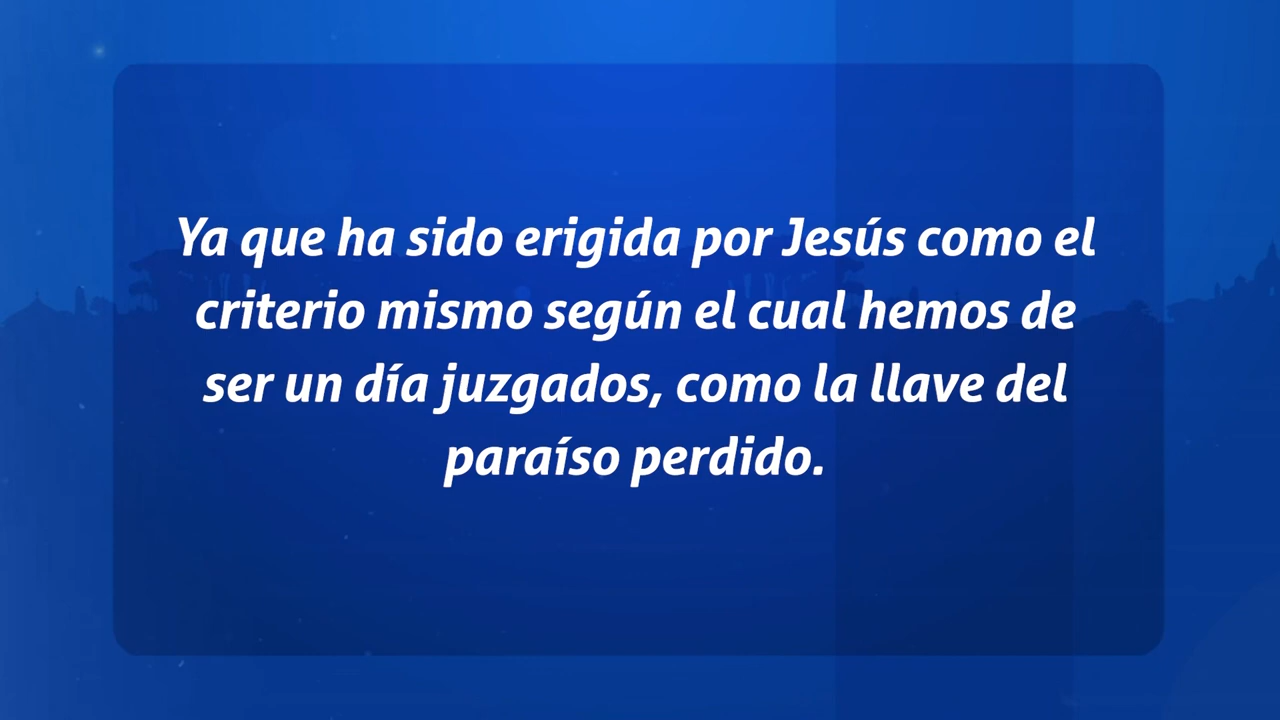 Ya que ha sido erigida por Jesús como el
criterio mismo según el cual hemos de
ser un día juzgados, como la llave del
paraíso perdido.